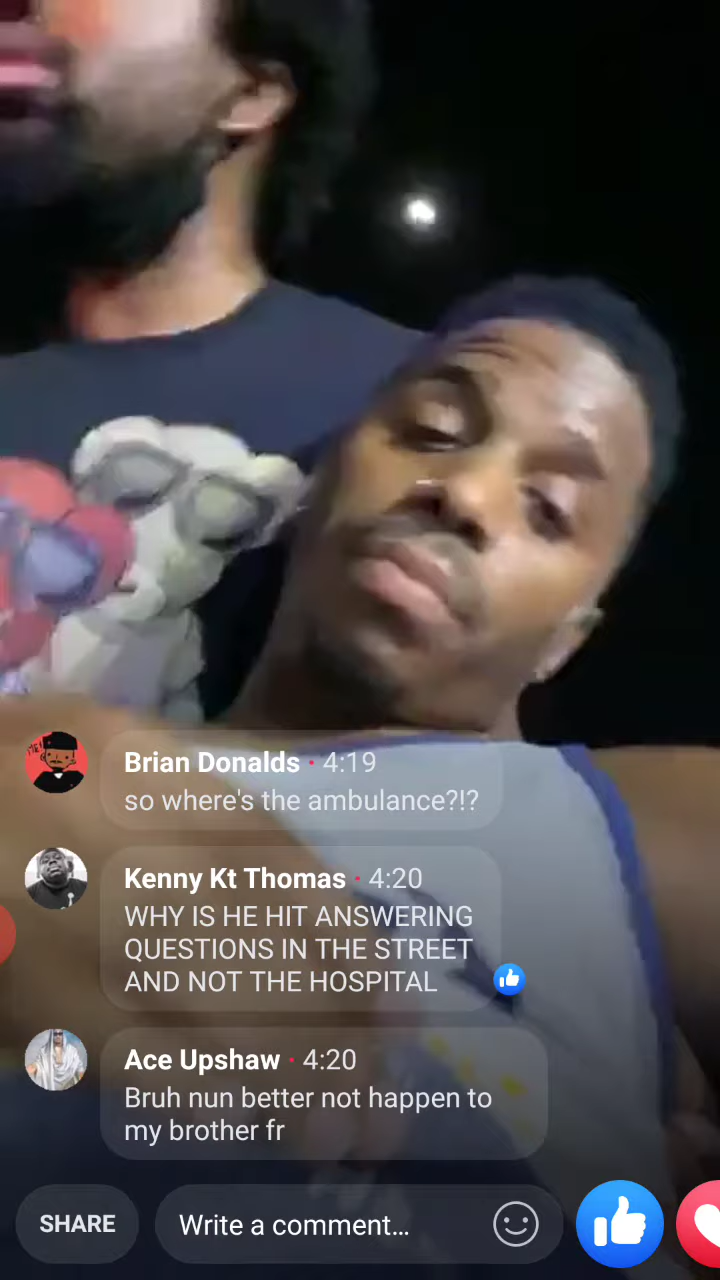 Brian Donalds • 4:19
so where's the ambulance?!?
Kenny Kt Thomas • 4:20
WHY IS HE HIT ANSWERING
QUESTIONS IN THE STREET
AND NOT THE HOSPITAL
Ace Upshaw • 4:20
Bruh nun better not happen to
my brother fr
SHARE
Write a comment...